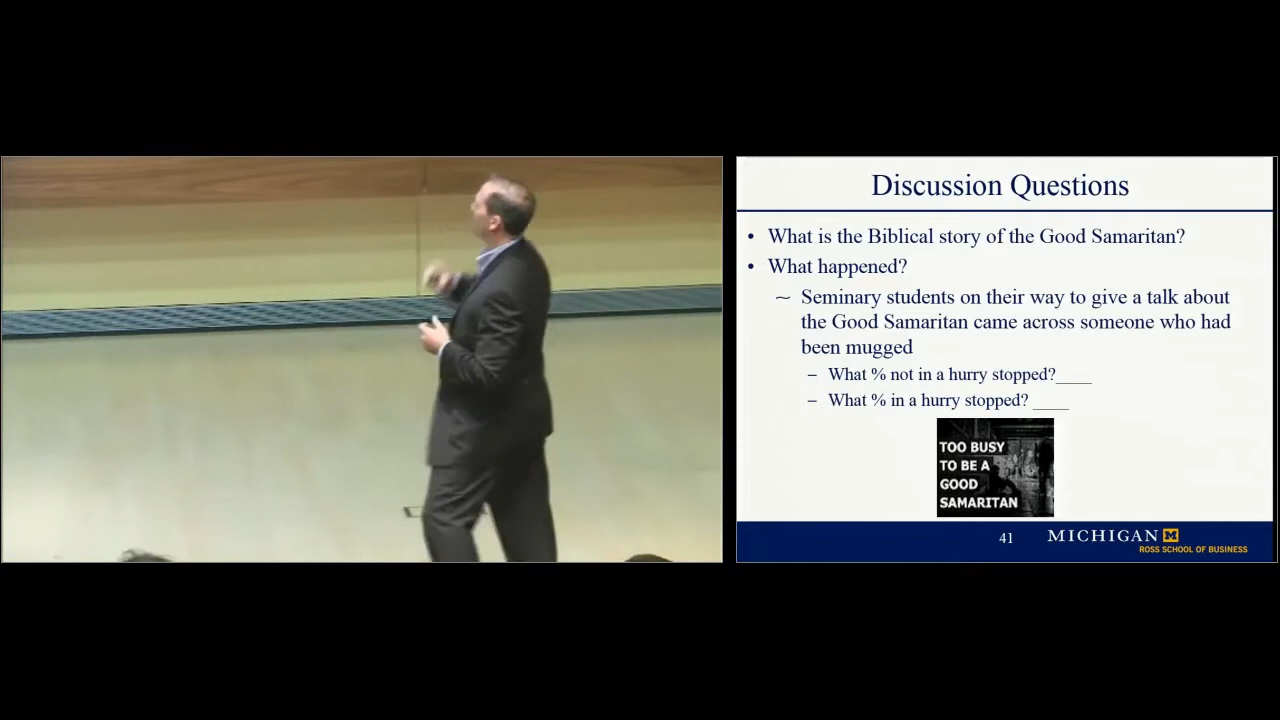 Discussion Questions
• What is the Biblical story of the Good Samaritan?
• What happened?
~ Seminary students on their way to give a talk about
the Good Samaritan came across someone who had
been mugged
– What % not in a hurry stopped?____
– What % in a hurry stopped? ____
TOO BUSY
TO BE A
GOOD
SAMARITAN
41
MICHIGAN M
ROSS SCHOOL OF BUSINESS